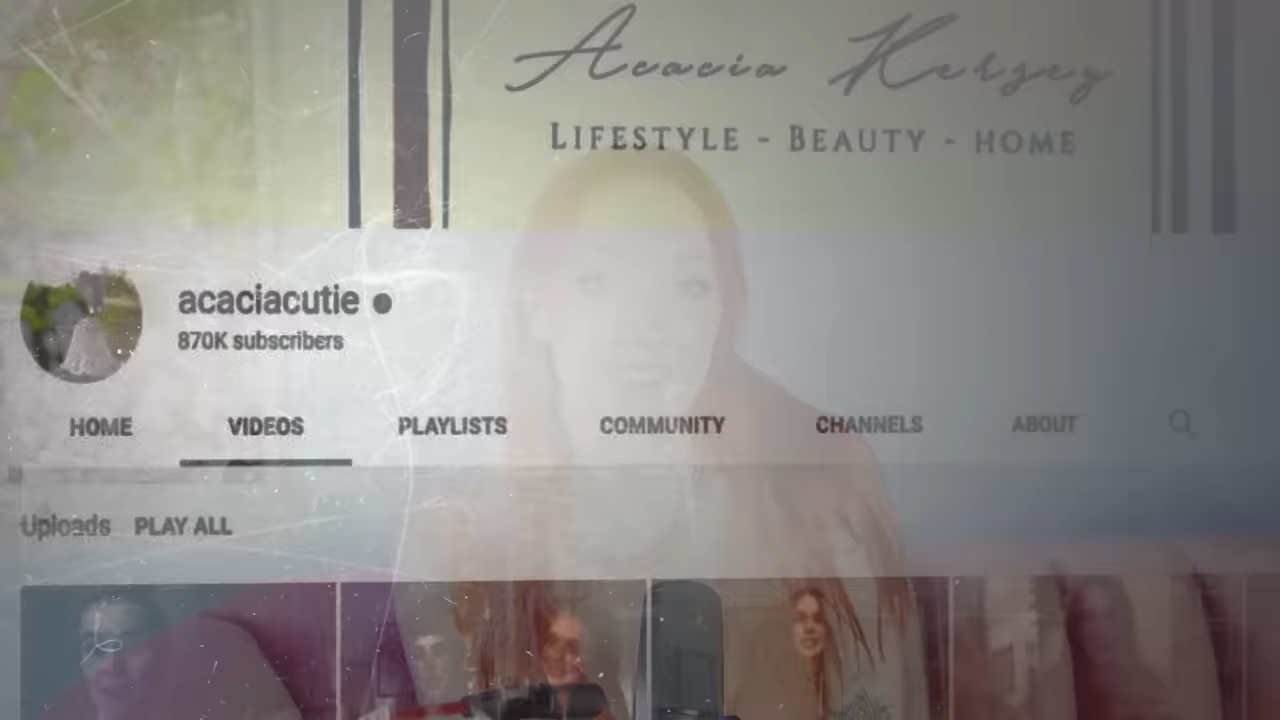 Acacia Kersey
LIFESTYLE - BEAUTY - HOME
acaciacutie
870K subscribers
HOME VIDEOS PLAYLISTS COMMUNITY CHANNELS ABOUT
Uploads PLAY ALL